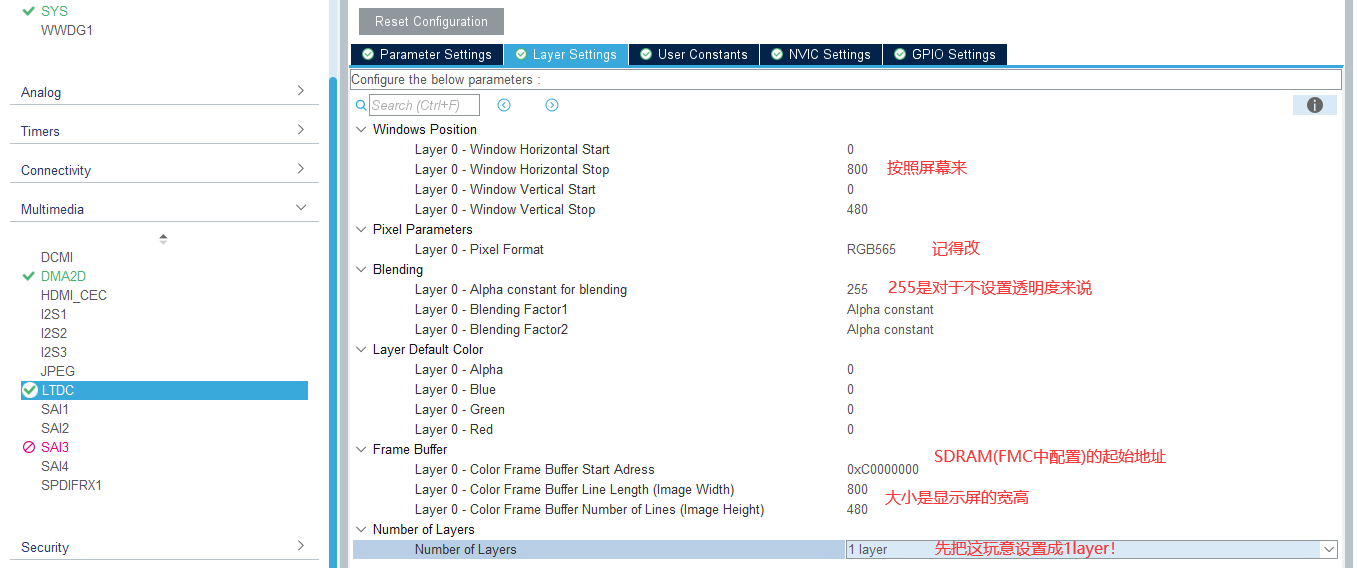 SYS
WWDG1
Analog
Timers
Connectivity
Multimedia
DCMI
DMA2D
HDMI_CEC
I2S1
I2S2
I2S3
JPEG
LTDC
SAI1
SAI2
SAI3
SAI4
SPDIFRX1
Security
Reset Configuration
Parameter Settings
Layer Settings
User Constants
NVIC Settings
GPIO Settings
Configure the below parameters :
Search (Ctrl+F)
Windows Position
Layer 0 - Window Horizontal Start 0
Layer 0 - Window Horizontal Stop 800 按照屏幕来
Layer 0 - Window Vertical Start 0
Layer 0 - Window Vertical Stop 480
Pixel Parameters
Layer 0 - Pixel Format RGB565 记得改
Blending
Layer 0 - Alpha constant for blending 255 255是对于不设置透明度来说
Layer 0 - Blending Factor1 Alpha constant
Layer 0 - Blending Factor2 Alpha constant
Layer Default Color
Layer 0 - Alpha 0
Layer 0 - Blue 0
Layer 0 - Green 0
Layer 0 - Red 0
Frame Buffer
SDRAM(FMC中配置)的起始地址
Layer 0 - Color Frame Buffer Start Adress 0xC0000000
Layer 0 - Color Frame Buffer Line Length (Image Width) 800
大小是显示屏的宽高
Layer 0 - Color Frame Buffer Number of Lines (Image Height) 480
Number of Layers
Number of Layers 1 layer 先把这玩意设置成1layer！